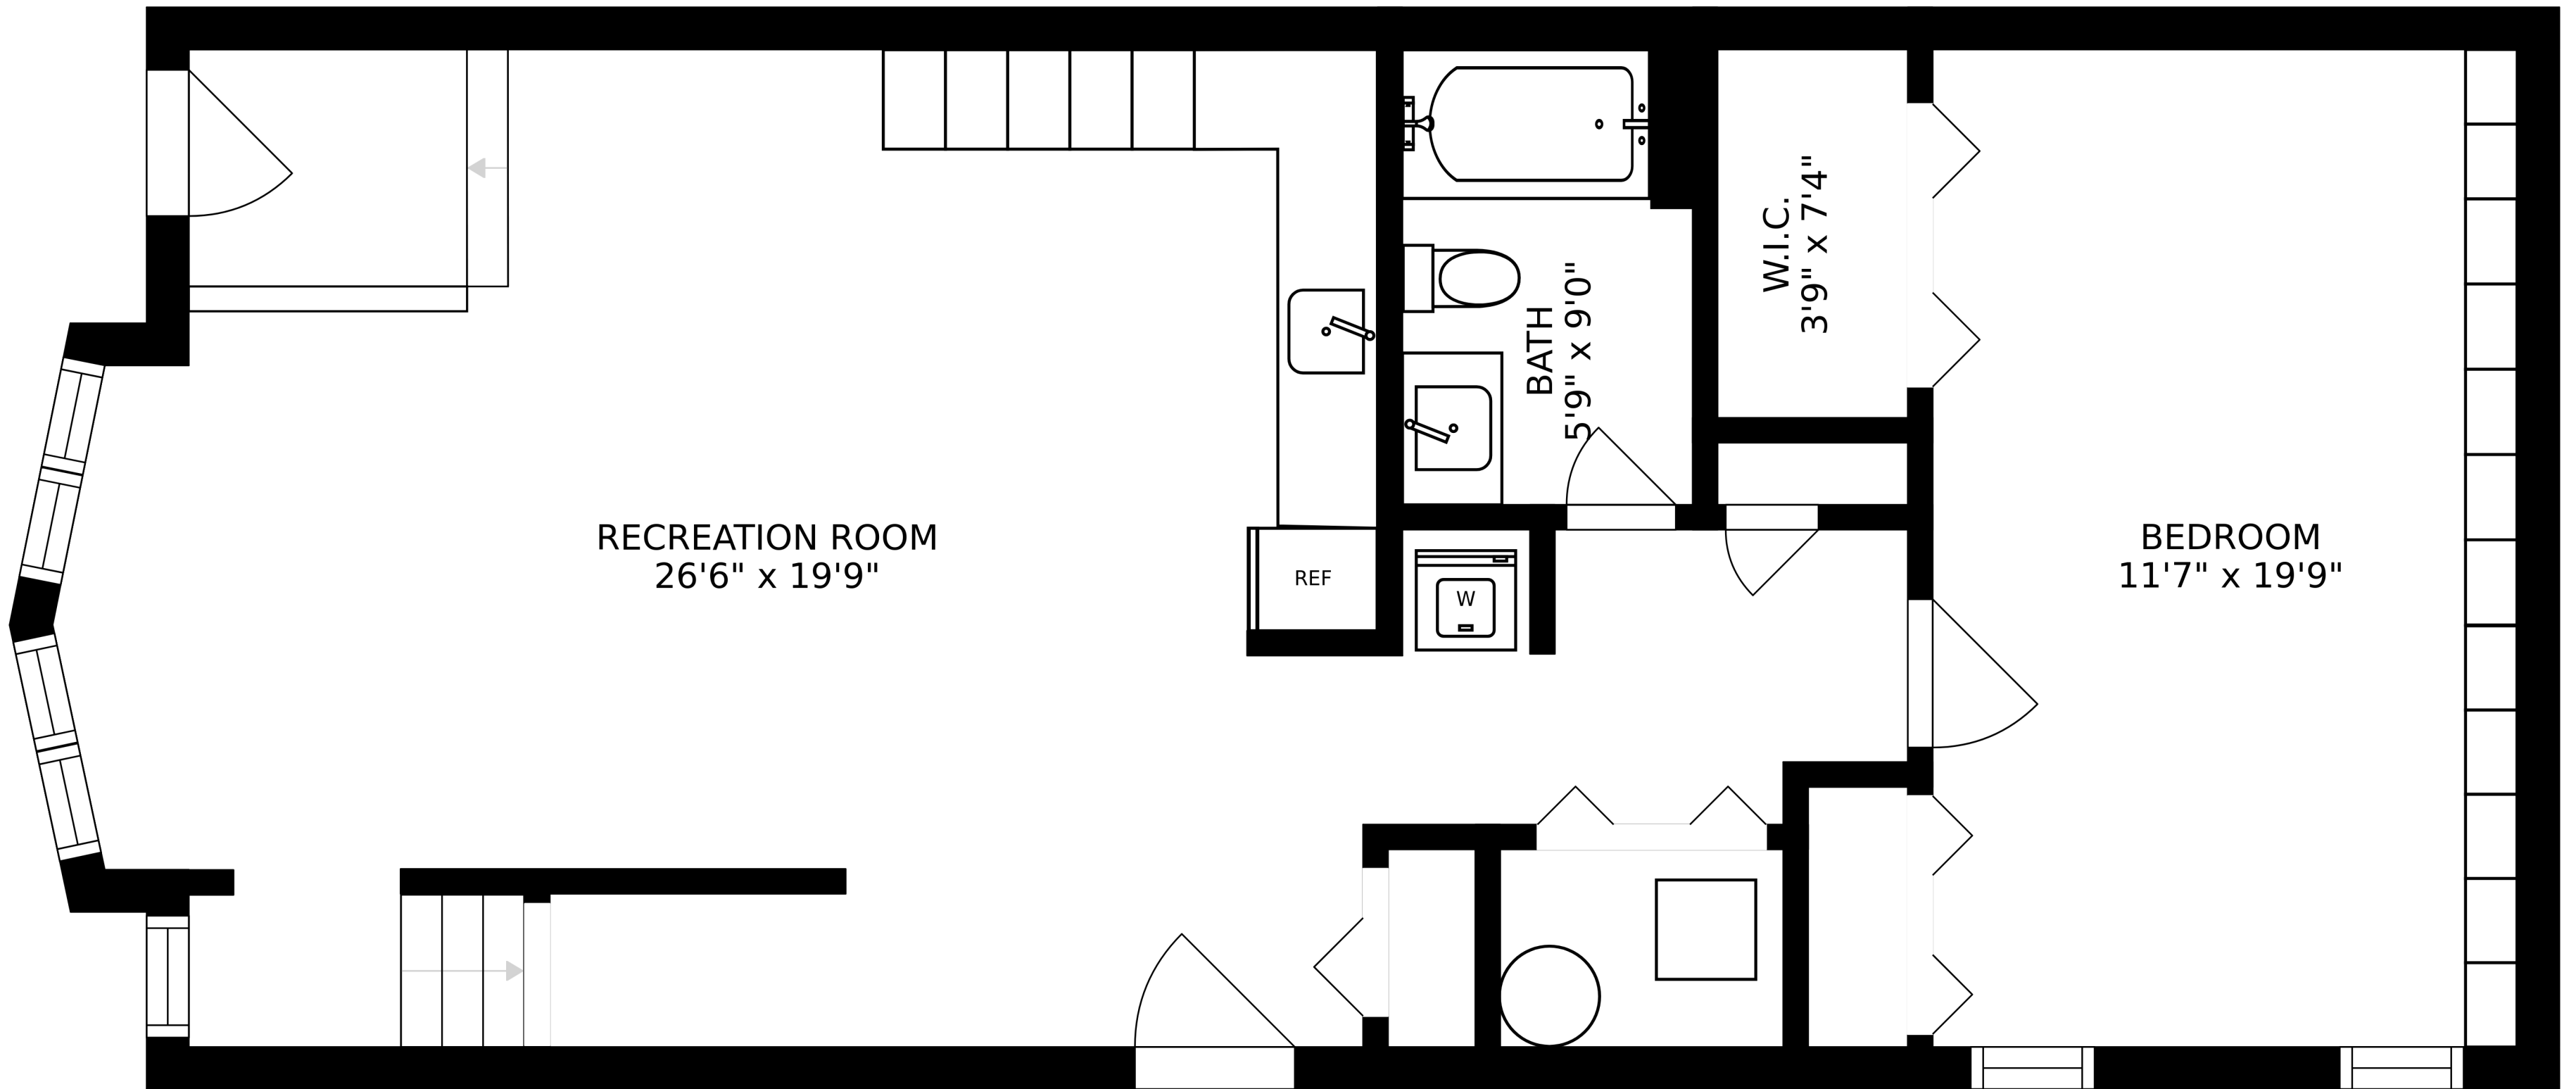 RECREATION ROOM
26'6" x 19'9"
REF
W
BATH
5'9" x 9'0"
W.I.C.
3'9" x 7'4"
BEDROOM
11'7" x 19'9"